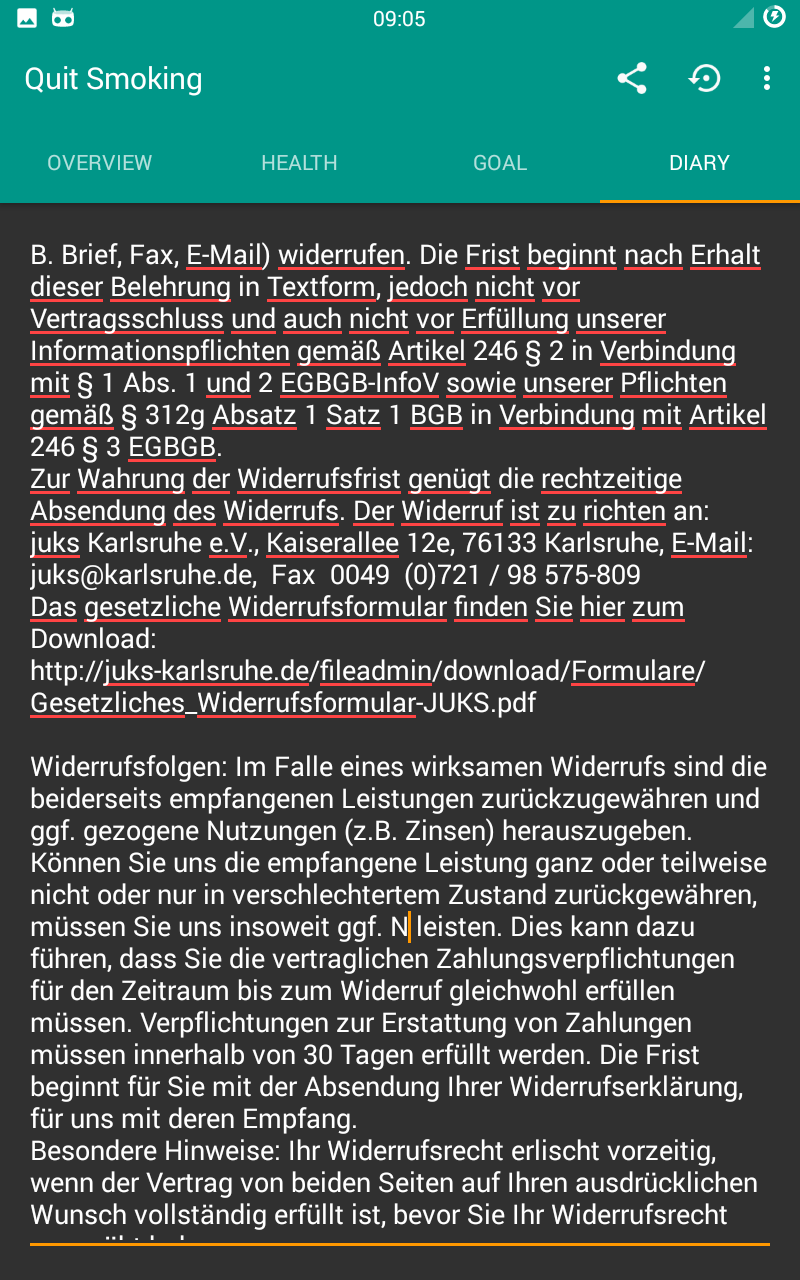 09:05
Quit Smoking
OVERVIEW HEALTH GOAL DIARY
B. Brief, Fax, E-Mail) widerrufen. Die Frist beginnt nach Erhalt
dieser Belehrung in Textform, jedoch nicht vor
Vertragsschluss und auch nicht vor Erfüllung unserer
Informationspflichten gemäß Artikel 246 § 2 in Verbindung
mit § 1 Abs. 1 und 2 EGBGB-InfoV sowie unserer Pflichten
gemäß § 312g Absatz 1 Satz 1 BGB in Verbindung mit Artikel
246 § 3 EGBGB.
Zur Wahrung der Widerrufsfrist genügt die rechtzeitige
Absendung des Widerrufs. Der Widerruf ist zu richten an:
juks Karlsruhe e.V., Kaiserallee 12e, 76133 Karlsruhe, E-Mail:
juks@karlsruhe.de, Fax 0049 (0)721 / 98 575-809
Das gesetzliche Widerrufsformular finden Sie hier zum
Download:
http://juks-karlsruhe.de/fileadmin/download/Formulare/
Gesetzliches_Widerrufsformular-JUKS.pdf
Widerrufsfolgen: Im Falle eines wirksamen Widerrufs sind die
beiderseits empfangenen Leistungen zurückzugewähren und
ggf. gezogene Nutzungen (z.B. Zinsen) herauszugeben.
Können Sie uns die empfangene Leistung ganz oder teilweise
nicht oder nur in verschlechtertem Zustand zurückgewähren,
müssen Sie uns insoweit ggf. N leisten. Dies kann dazu
führen, dass Sie die vertraglichen Zahlungsverpflichtungen
für den Zeitraum bis zum Widerruf gleichwohl erfüllen
müssen. Verpflichtungen zur Erstattung von Zahlungen
müssen innerhalb von 30 Tagen erfüllt werden. Die Frist
beginnt für Sie mit der Absendung Ihrer Widerrufserklärung,
für uns mit deren Empfang.
Besondere Hinweise: Ihr Widerrufsrecht erlischt vorzeitig,
wenn der Vertrag von beiden Seiten auf Ihren ausdrücklichen
Wunsch vollständig erfüllt ist, bevor Sie Ihr Widerrufsrecht